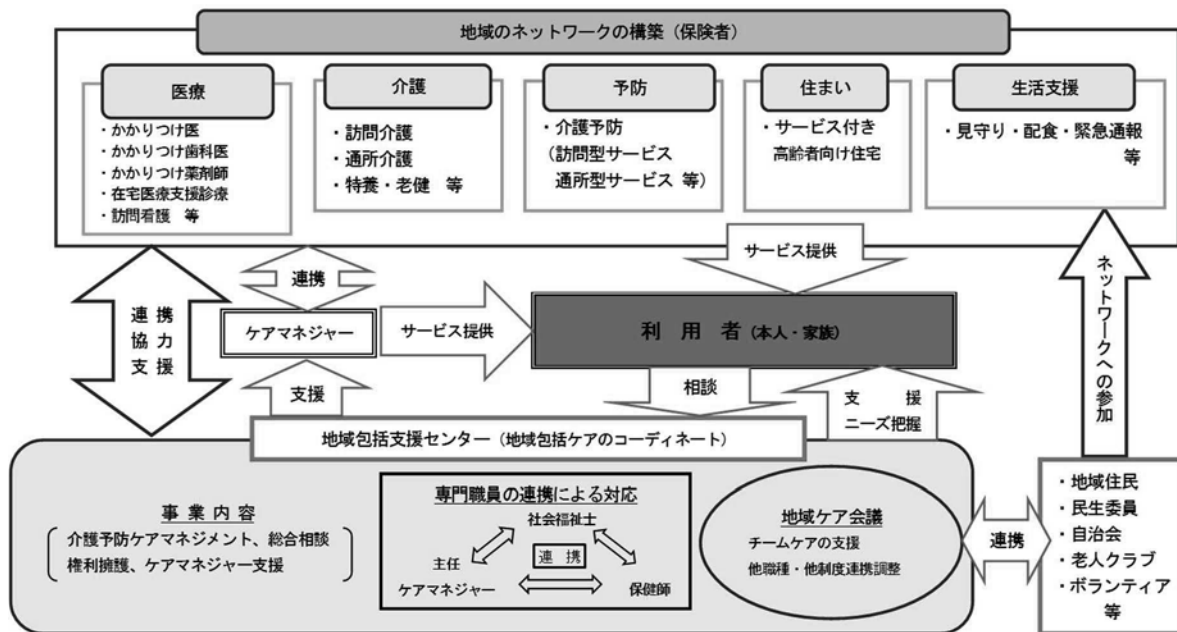 地域のネットワークの構築（保険者）
医療
・かかりつけ医
・かかりつけ歯科医
・かかりつけ薬剤師
・在宅医療支援診療
・訪問看護　等
介護
・訪問介護
・通所介護
・特養・老健　等
予防
・介護予防
（訪問型サービス
通所型サービス 等）
住まい
・サービス付き
高齢者向け住宅
生活支援
・見守り・配食・緊急通報
等
連 携
協 力
支 援
連携
サービス提供
ケアマネジャー
サービス提供
利 用 者（本人・家族）
支援
相談
支　援
ニーズ把握
ネットワークへの参加
地域包括支援センター（地域包括ケアのコーディネート）
事 業 内 容
介護予防ケアマネジメント、総合相談
権利擁護、ケアマネジャー支援
専門職員の連携による対応
社会福祉士
連 携
主任
ケアマネジャー
保健師
地域ケア会議
チームケアの支援
他職種・他制度連携調整
連携
・地域住民
・民生委員
・自治会
・老人クラブ
・ボランティア
等